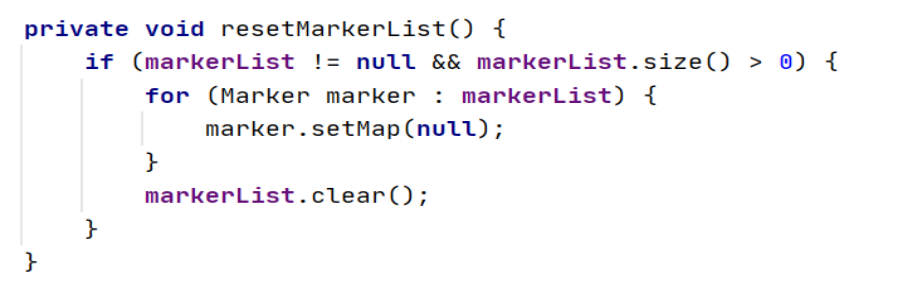 private void resetMarkerList() {
    if (markerList != null && markerList.size() > 0) {
        for (Marker marker : markerList) {
            marker.setMap(null);
        }
        markerList.clear();
    }
}